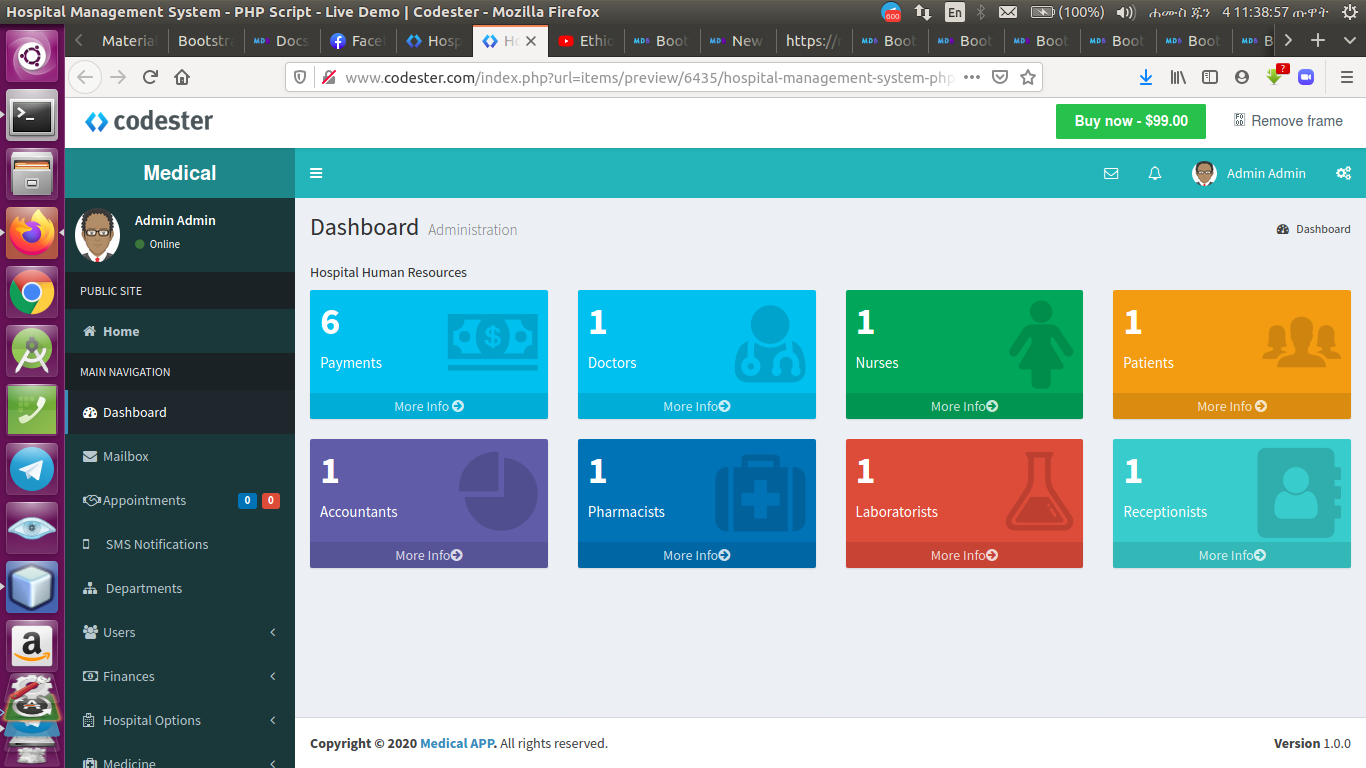 Hospital Management System - PHP Script - Live Demo | Codester - Mozilla Firefox
600 En (100%) ሐሙስ ጁን 4 11:38:57 ጡዋት
Materia Bootstra Docs Face Hosp Ho Ethio Boot New https://m Boot Boot Boot Boot Boot B
www.codester.com/index.php?url=items/preview/6435/hospital-management-system-php
?
codester
Buy now - $99.00 Remove frame
Medical
Admin Admin
Admin Admin
Online
PUBLIC SITE
Home
MAIN NAVIGATION
Dashboard
Mailbox
Appointments 0 0
SMS Notifications
Departments
Users
Finances
Hospital Options
Medicine
Dashboard Administration
Dashboard
Hospital Human Resources
6
Payments
More Info
1
Doctors
More Info
1
Nurses
More Info
1
Patients
More Info
1
Accountants
More Info
1
Pharmacists
More Info
1
Laboratorists
More Info
1
Receptionists
More Info
Copyright © 2020 Medical APP. All rights reserved.
Version 1.0.0